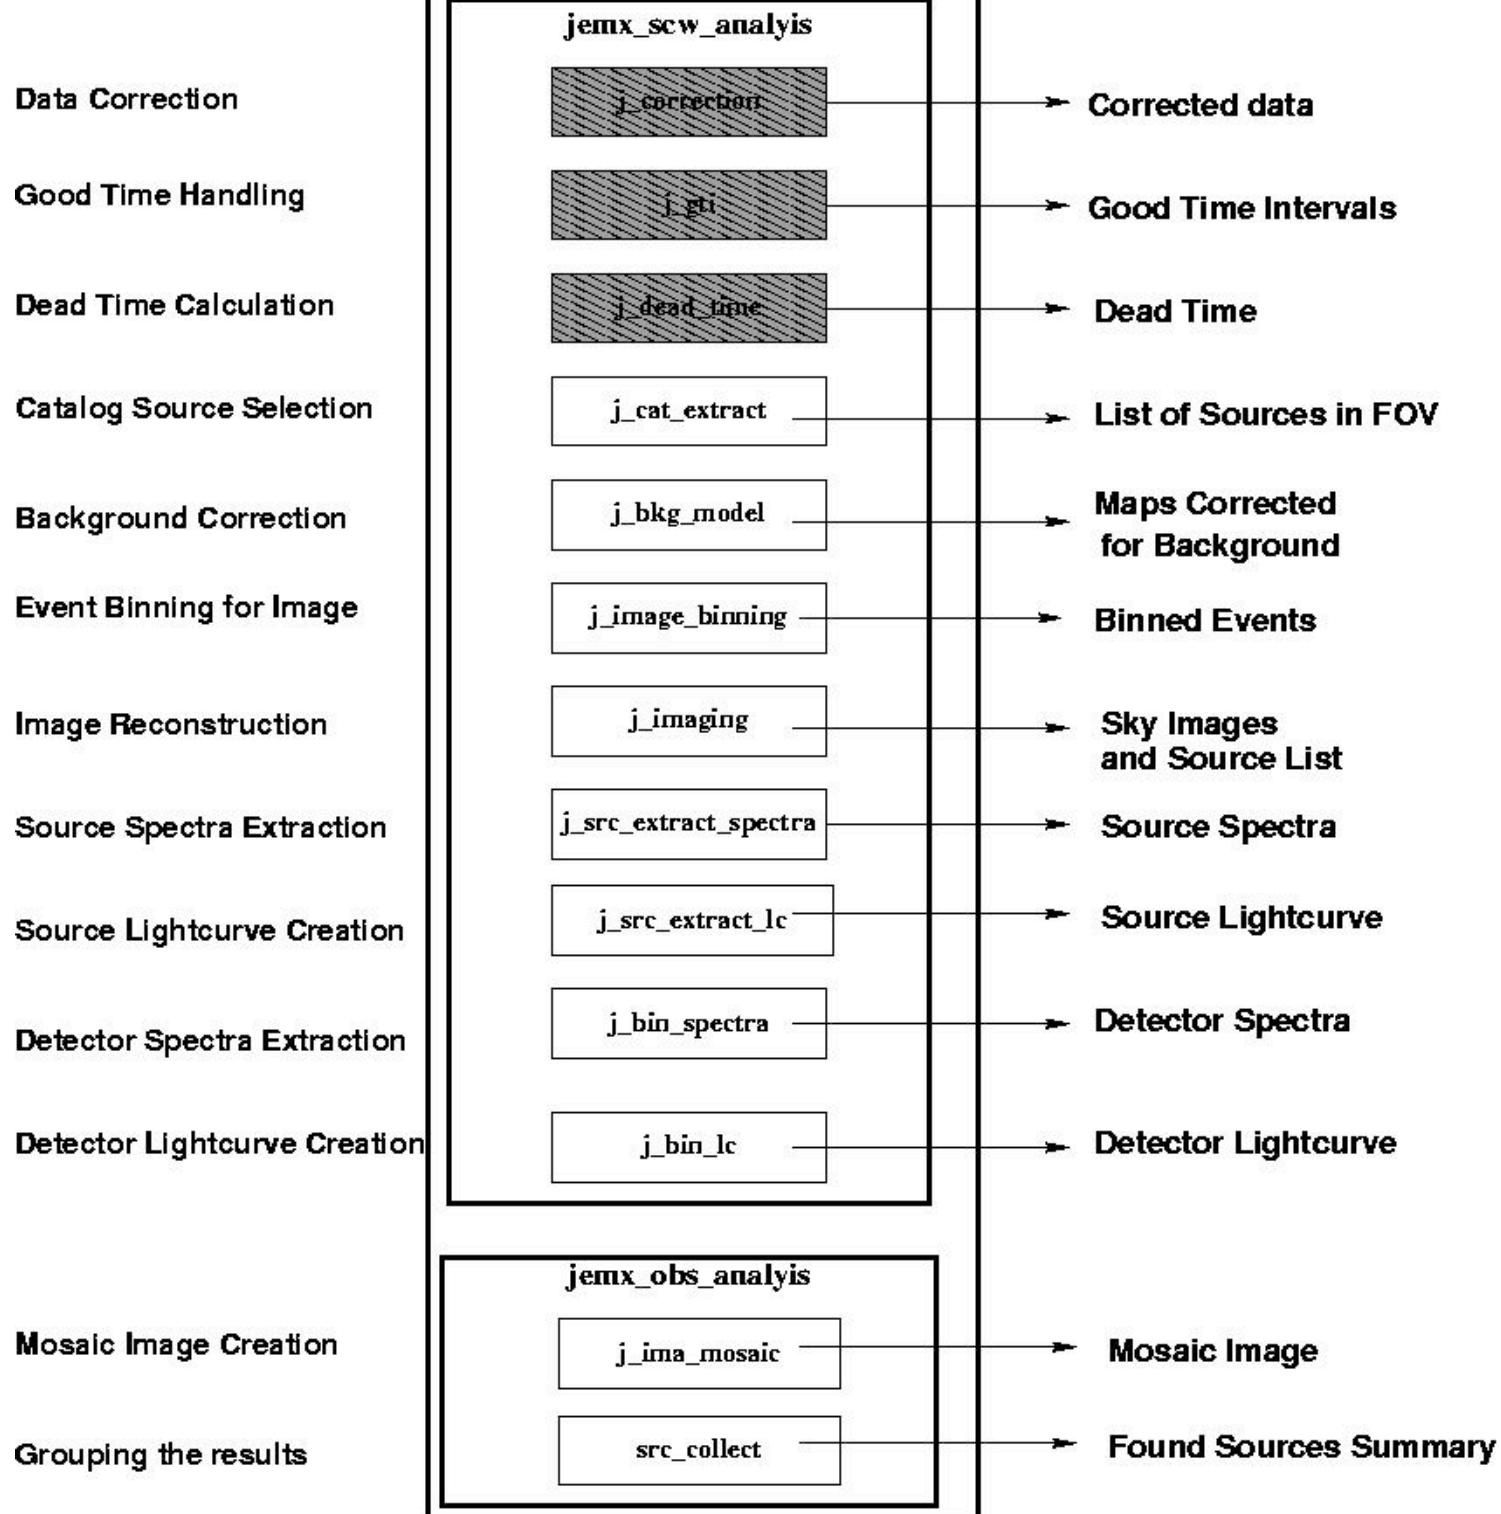 jemx_scw_analyis
Data Correction
j_correction
Corrected data
Good Time Handling
j_gti
Good Time Intervals
Dead Time Calculation
j_dead_time
Dead Time
Catalog Source Selection
j_cat_extract
List of Sources in FOV
Background Correction
j_bkg_model
Maps Corrected
for Background
Event Binning for Image
j_image_binning
Binned Events
Image Reconstruction
j_imaging
Sky Images
and Source List
Source Spectra Extraction
j_src_extract_spectra
Source Spectra
Source Lightcurve Creation
j_src_extract_lc
Source Lightcurve
Detector Spectra Extraction
j_bin_spectra
Detector Spectra
Detector Lightcurve Creation
j_bin_lc
Detector Lightcurve
jemx_obs_analyis
Mosaic Image Creation
j_ima_mosaic
Mosaic Image
Grouping the results
src_collect
Found Sources Summary